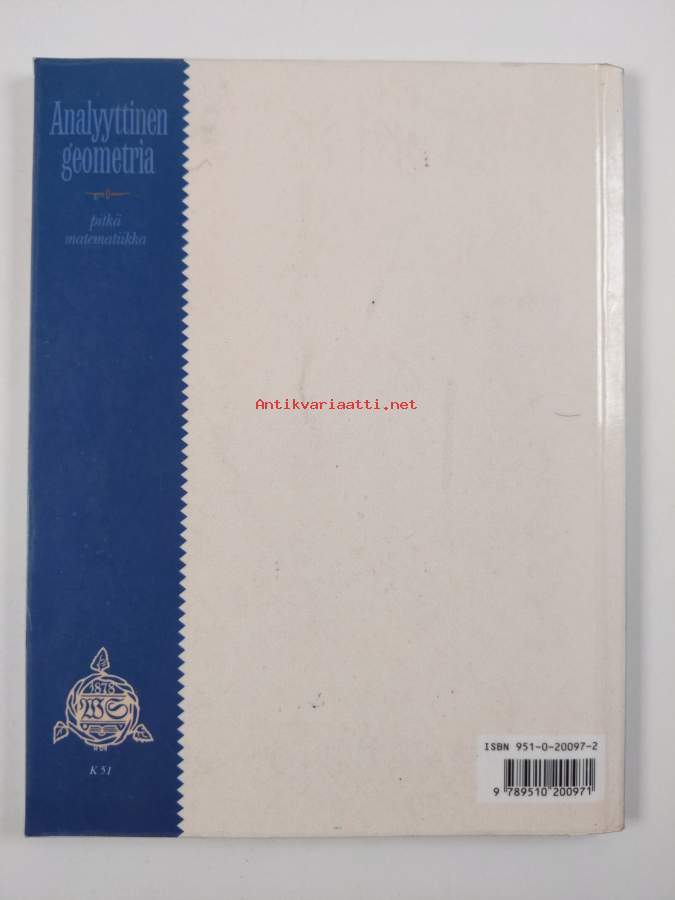 Analyyttinen
geometria
pitkä
matematiikka
Antikvariaatti.net
1878
WS
K 51
ISBN 951-0-20097-2
9 789510 200971